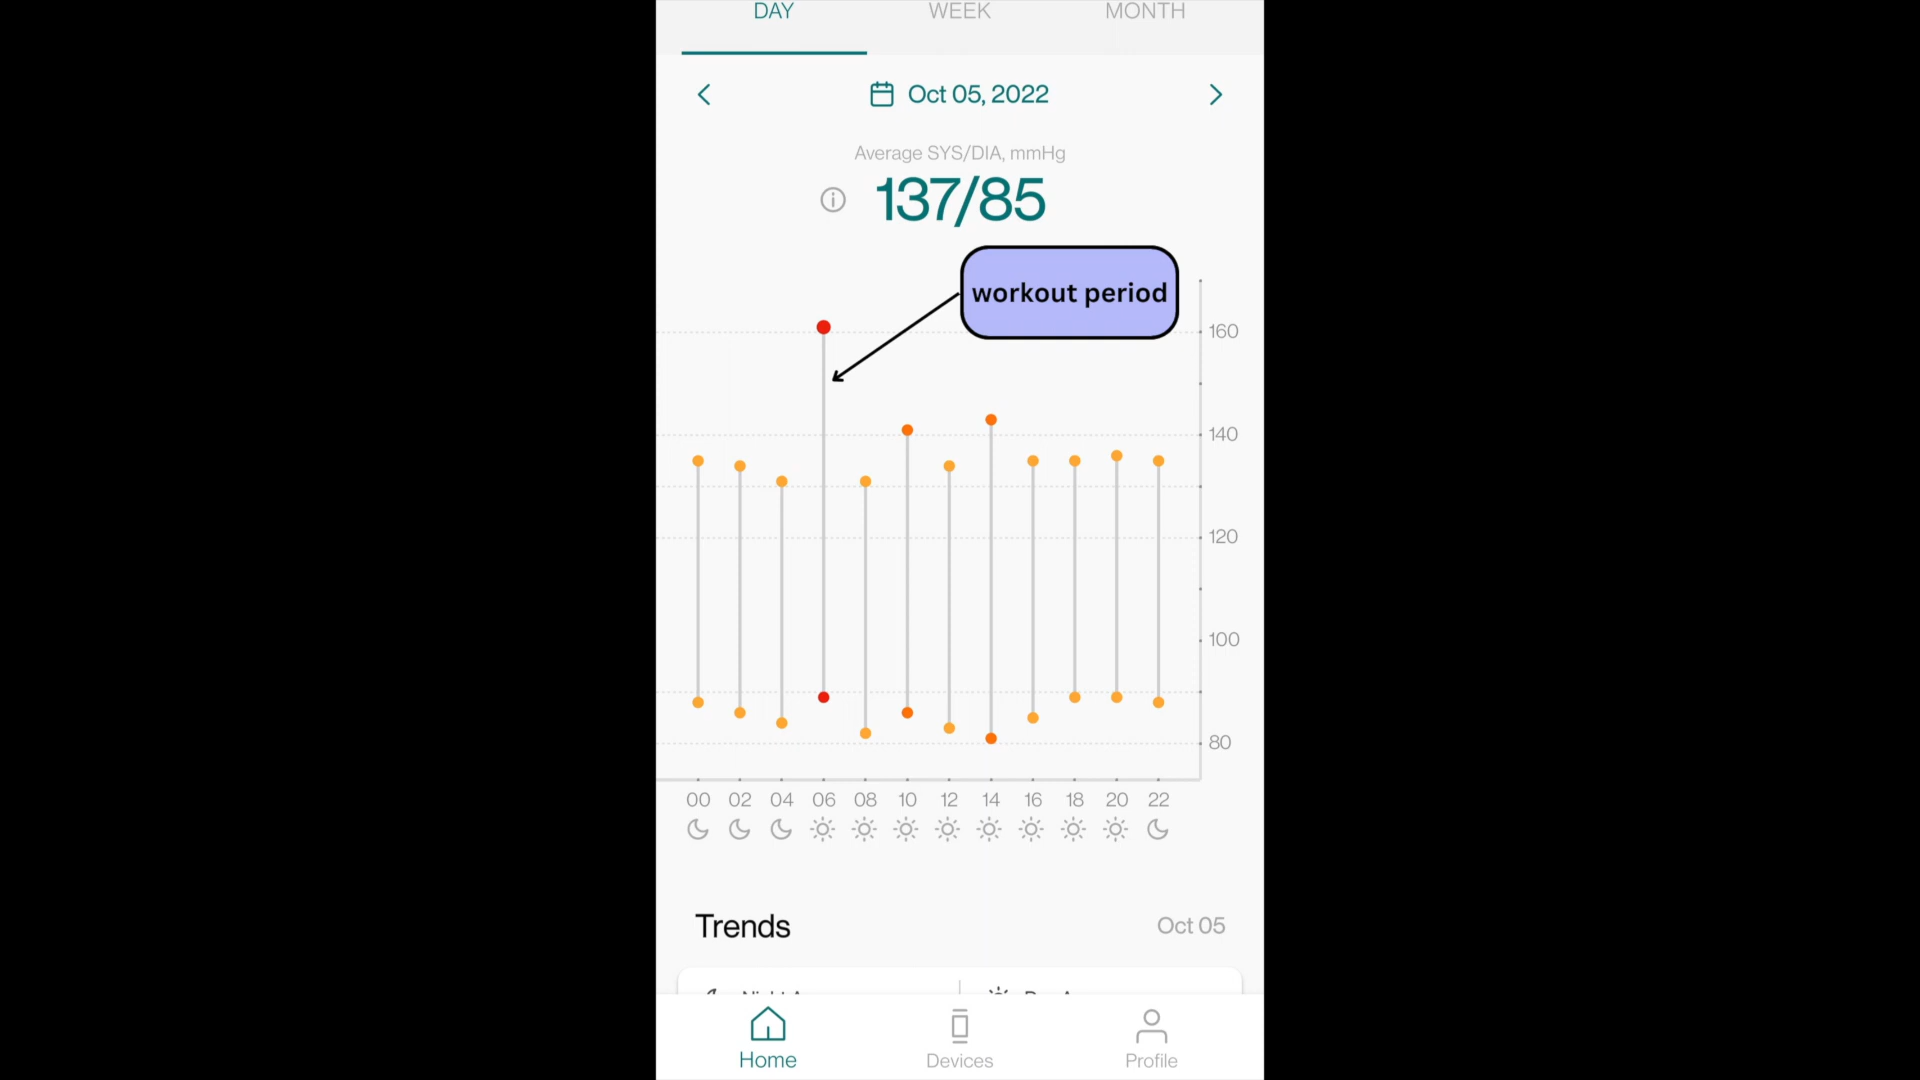 DAY WEEK MONTH
Oct 05, 2022
Average SYS/DIA, mmHg
137/85
workout period
160
140
120
100
80
00 02 04 06 08 10 12 14 16 18 20 22
Trends Oct 05
Home Devices Profile